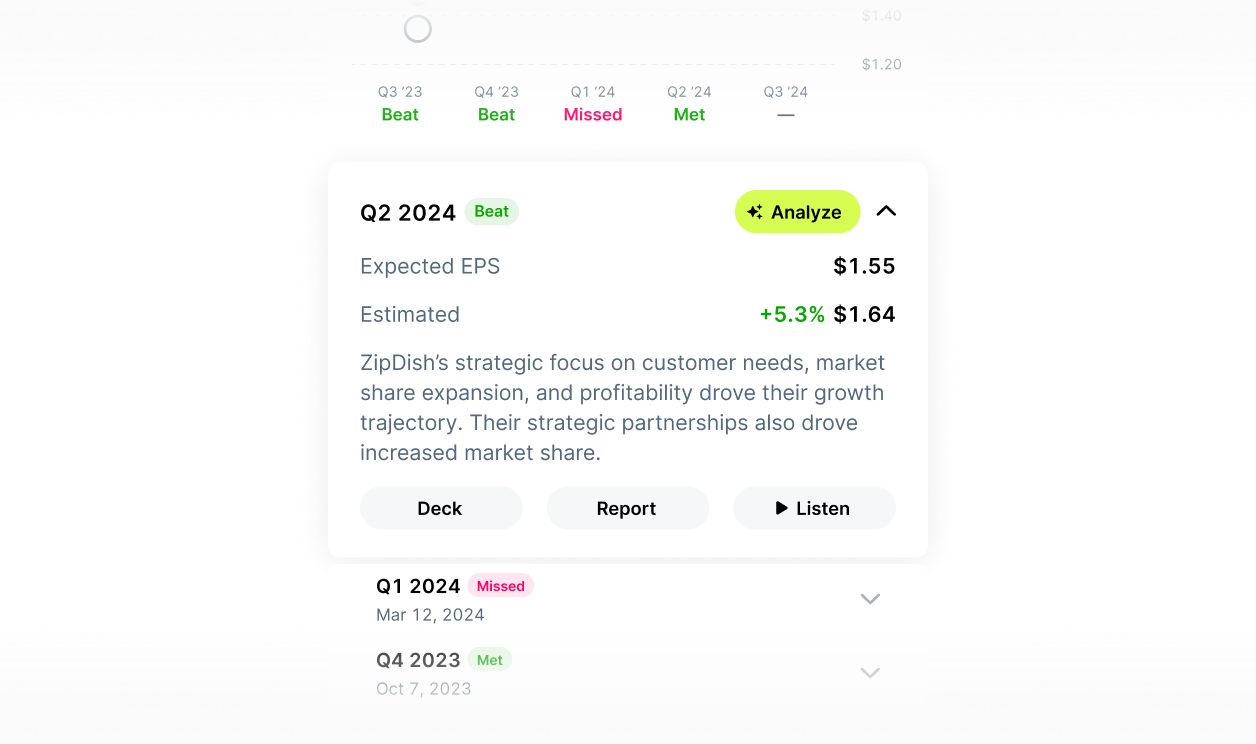 $1.40
$1.20
Q3 ’23 Q4 ’23 Q1 ’24 Q2 ’24 Q3 ’24
Beat Beat Missed Met —
Q2 2024 Beat Analyze
Expected EPS $1.55
Estimated +5.3% $1.64
ZipDish’s strategic focus on customer needs, market
share expansion, and profitability drove their growth
trajectory. Their strategic partnerships also drove
increased market share.
Deck Report Listen
Q1 2024 Missed
Mar 12, 2024
Q4 2023 Met
Oct 7, 2023